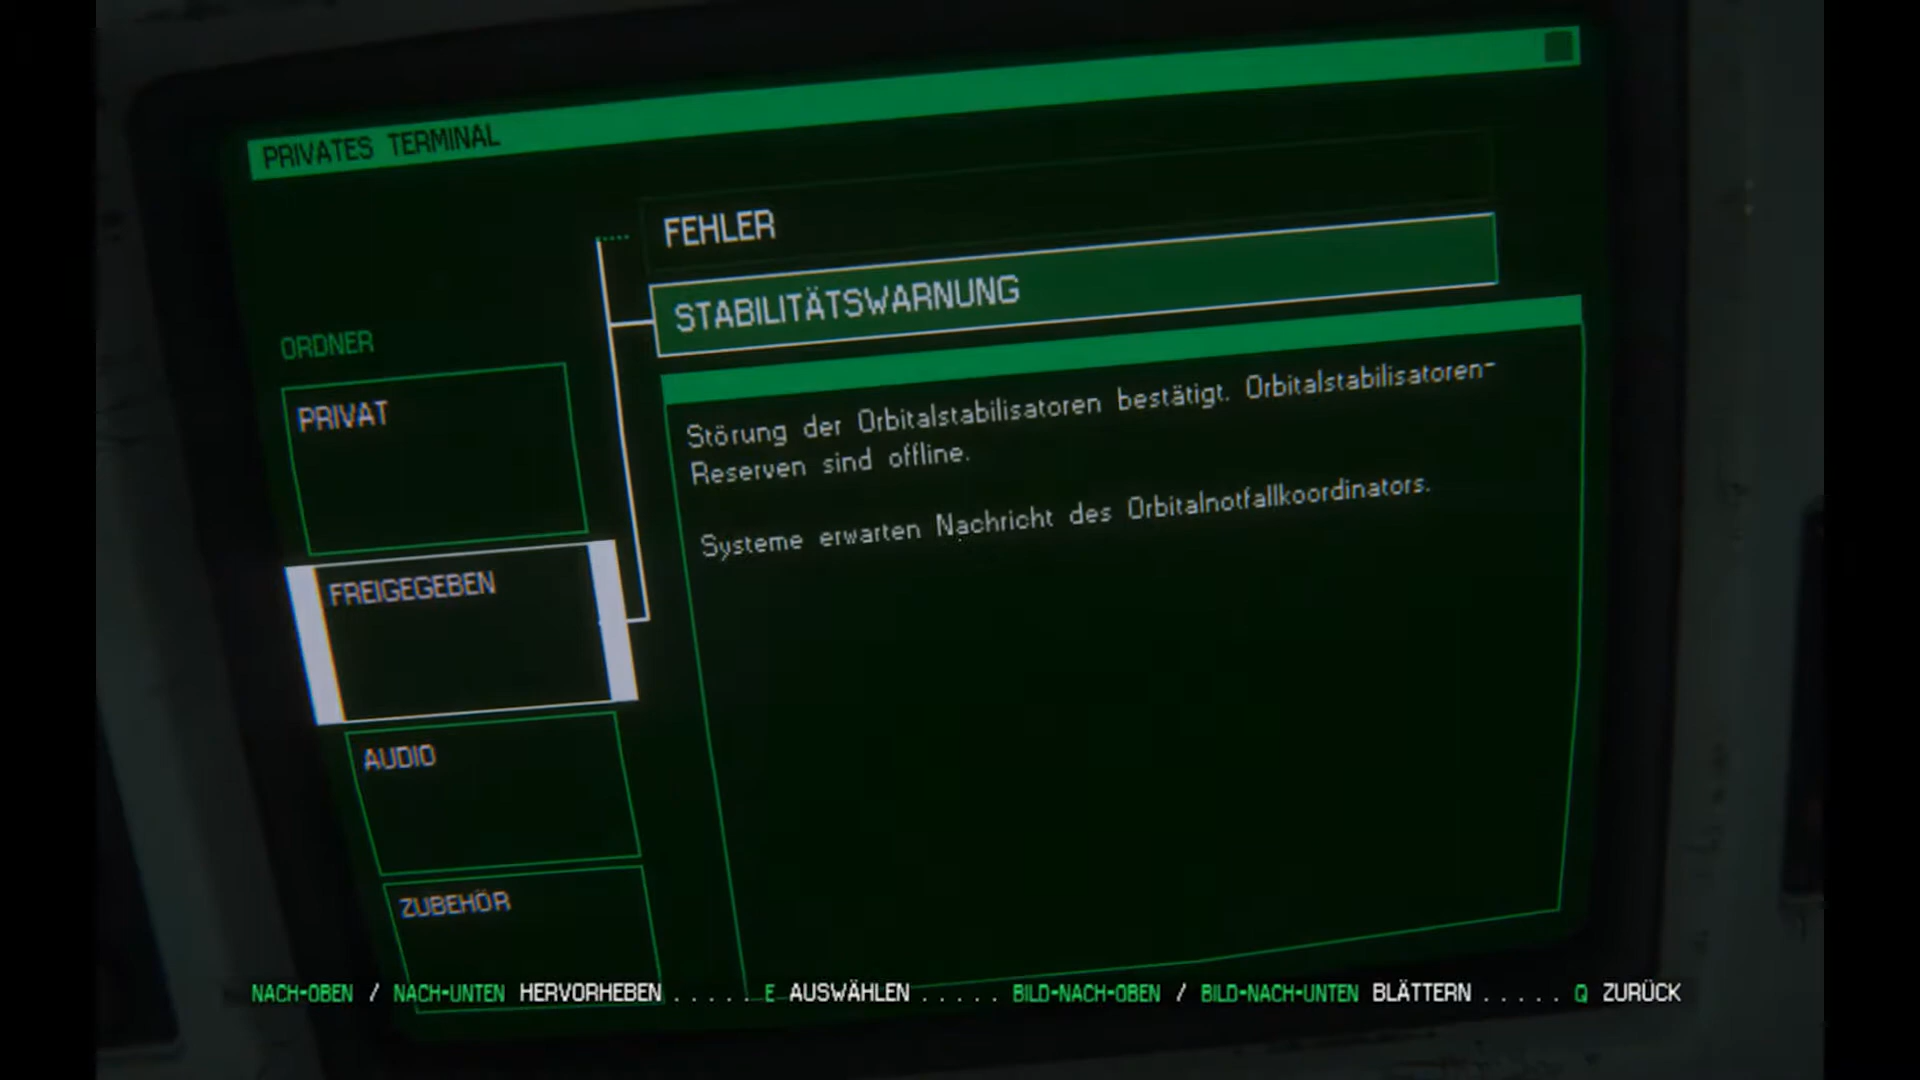 PRIVATES TERMINAL
FEHLER
STABILITÄTSWARNUNG
ORDNER
PRIVAT
FREIGEGEBEN
AUDIO
ZUBEHÖR
Störung der Orbitalstabilisatoren bestätigt. Orbitalstabilisatoren-
Reserven sind offline.
Systeme erwarten Nachricht des Orbitalnotfallkoordinators.
NACH-OBEN / NACH-UNTEN HERVORHEBEN ..... E AUSWÄHLEN ..... BILD-NACH-OBEN / BILD-NACH-UNTEN BLÄTTERN ..... Q ZURÜCK